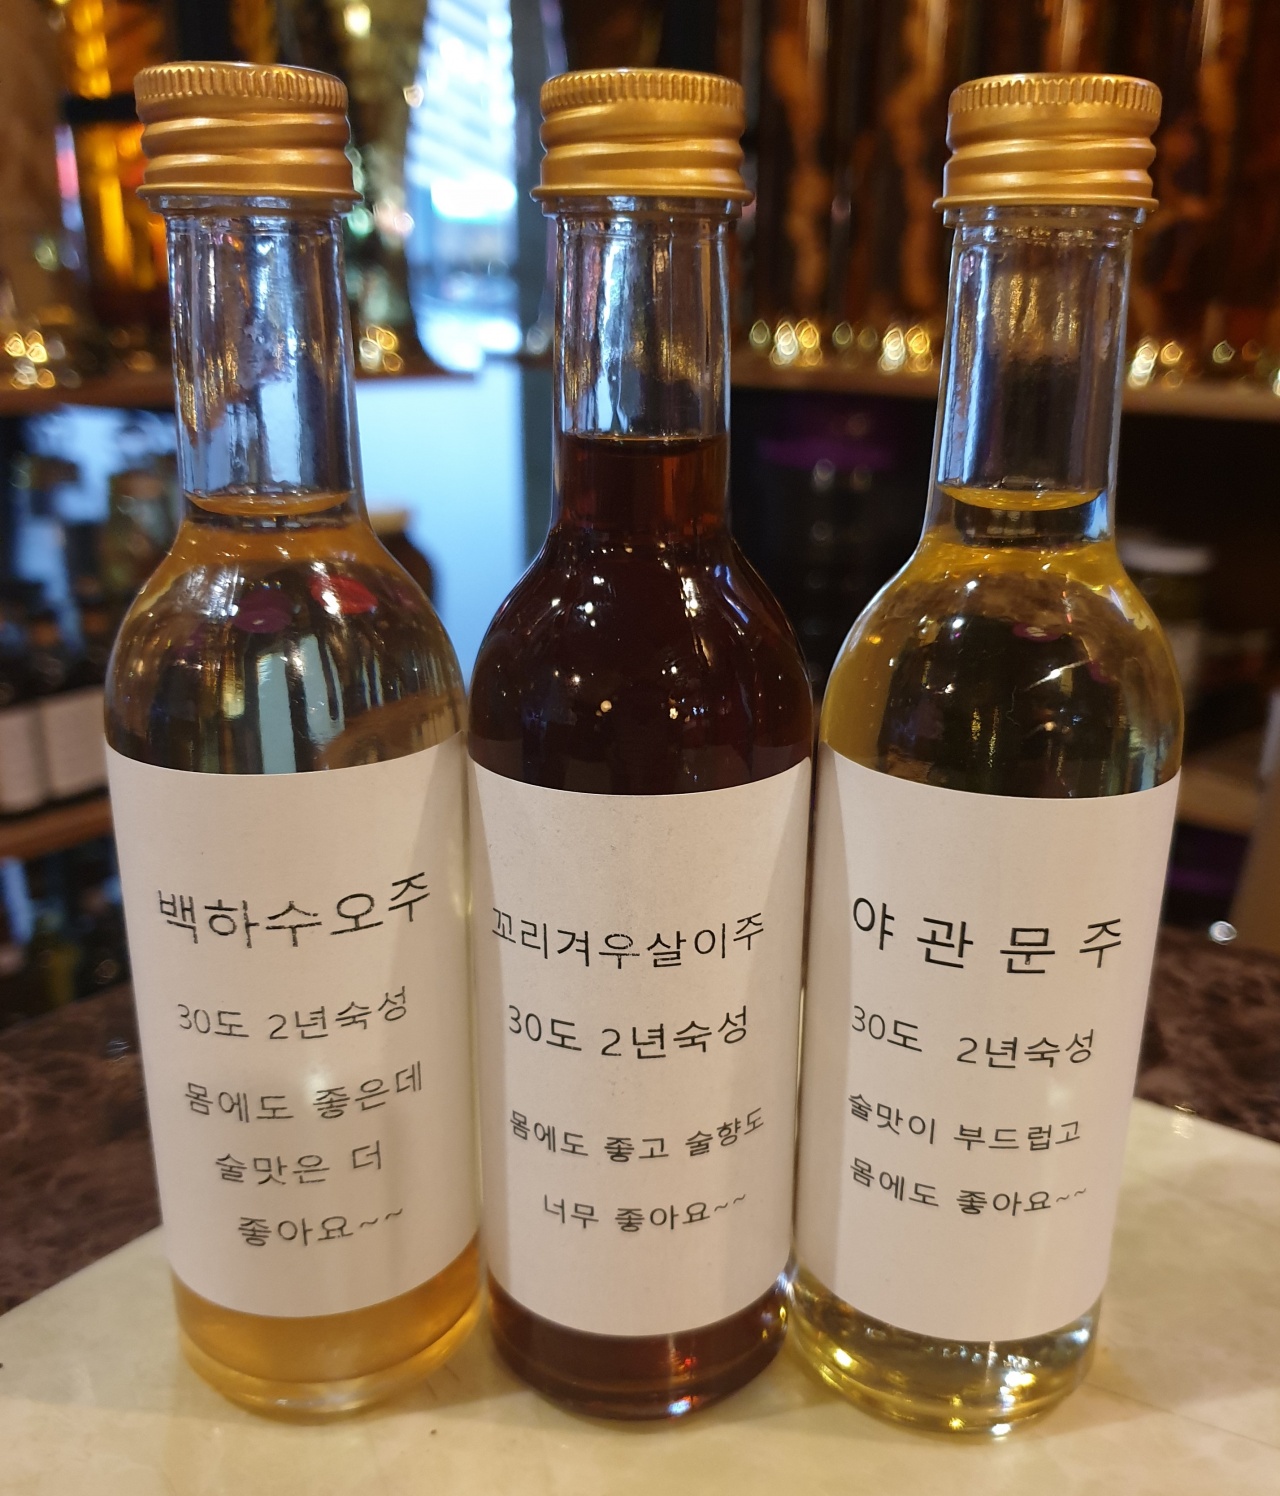 백하수오주
30도 2년숙성
몸에도 좋은데
술맛은 더
좋아요~~
꼬리겨우살이주
30도 2년숙성
몸에도 좋고 술향도
너무 좋아요~~
야관문주
30도 2년숙성
술맛이 부드럽고
몸에도 좋아요~~